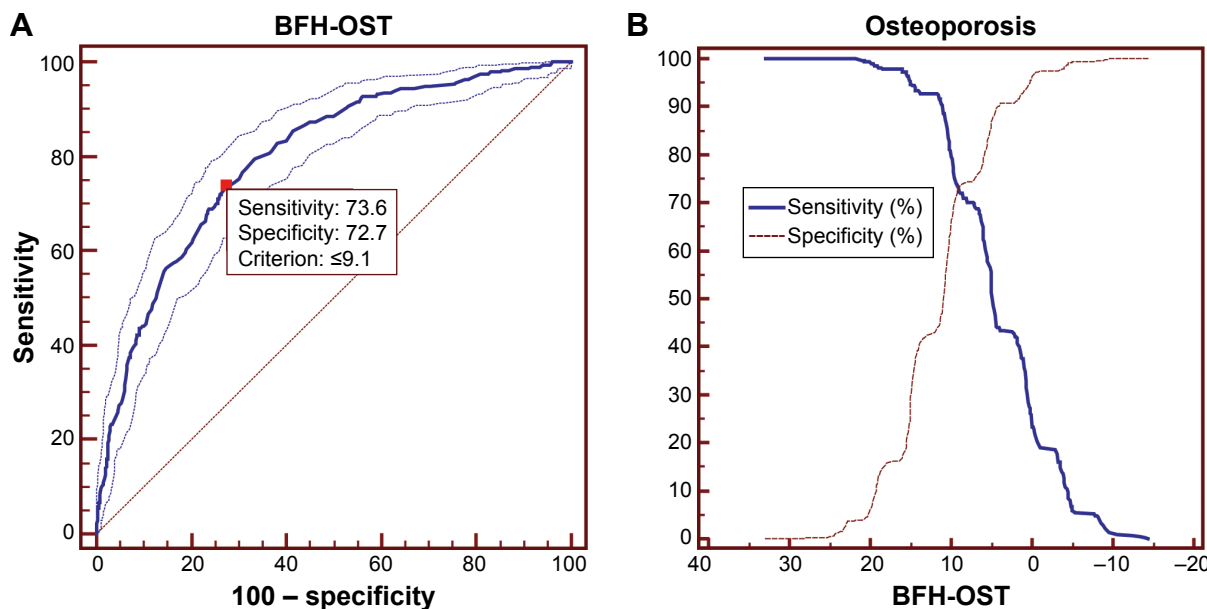 A
BFH-OST
100
80
60
40
20
0
Sensitivity
Sensitivity: 73.6
Specificity: 72.7
Criterion: ≤9.1
0 20 40 60 80 100
100 – specificity
B
Osteoporosis
100
90
80
70
60
50
40
30
20
10
0
Sensitivity (%)
Specificity (%)
40 30 20 10 0 –10 –20
BFH-OST